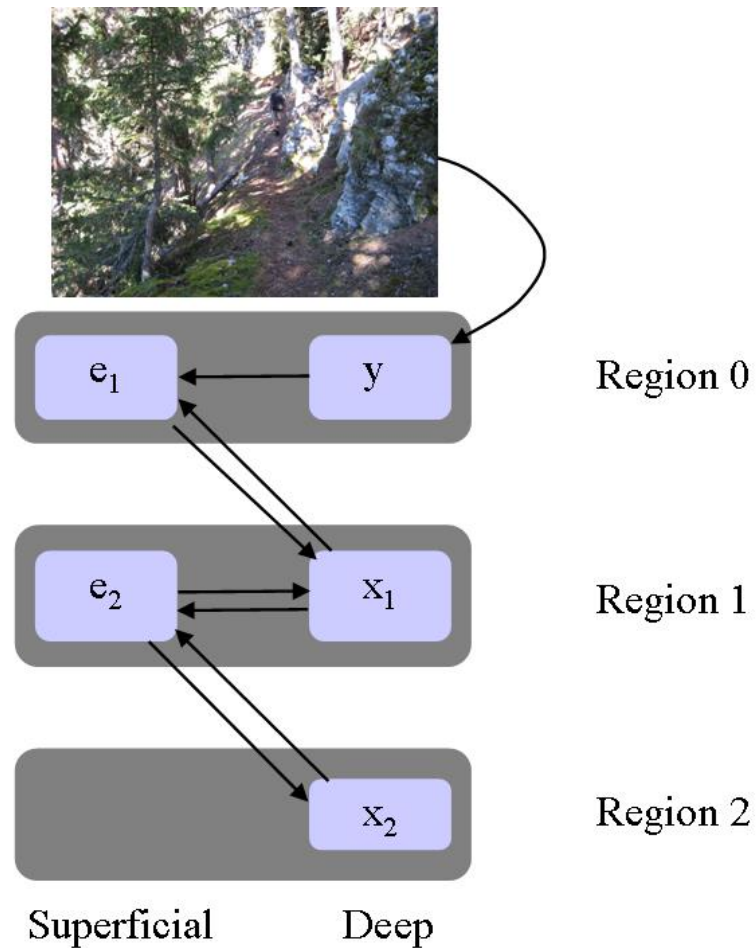 e₁ y Region 0
e₂ x₁ Region 1
x₂ Region 2
Superficial Deep